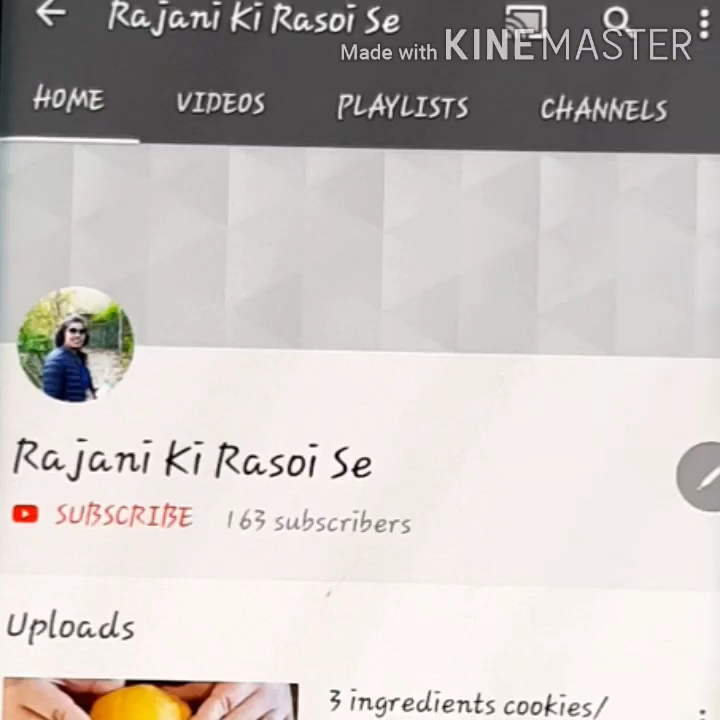 Rajani Ki Rasoi Se
Made with KINEMASTER
HOME VIDEOS PLAYLISTS CHANNELS
Rajani Ki Rasoi Se
SUBSCRIBE 163 subscribers
Uploads
3 ingredients cookies/